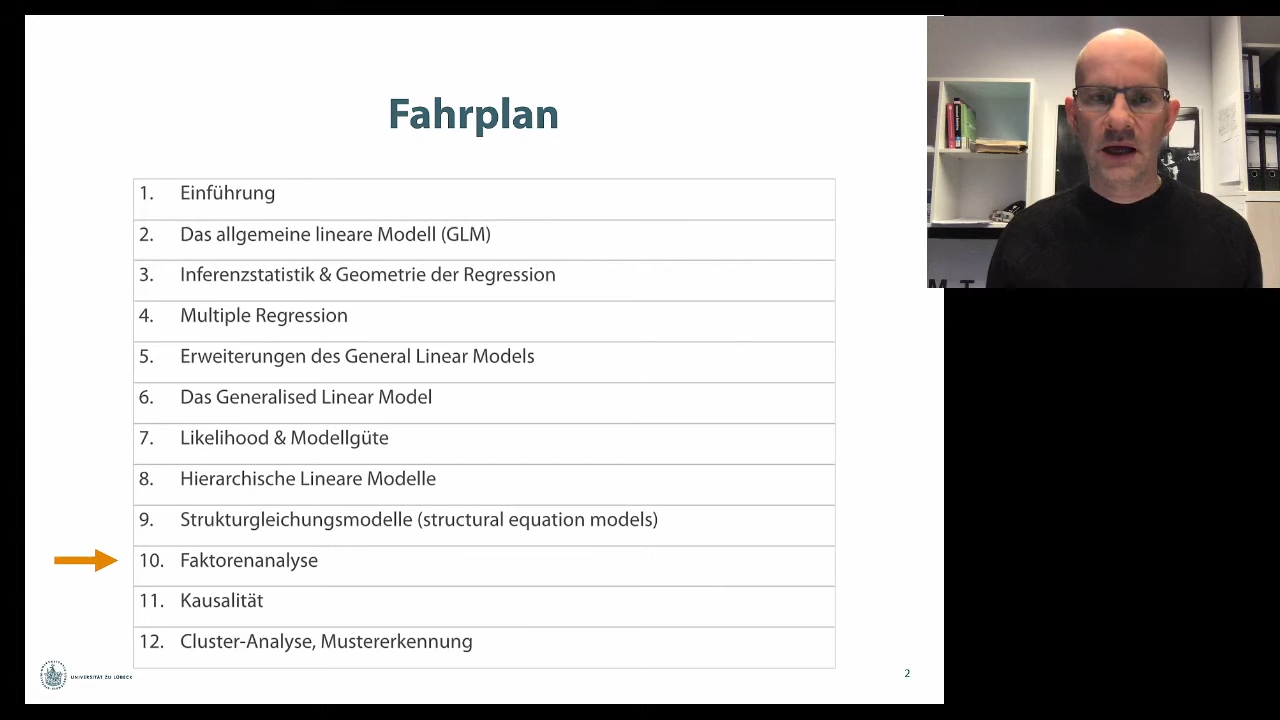 Fahrplan
1. Einführung
2. Das allgemeine lineare Modell (GLM)
3. Inferenzstatistik & Geometrie der Regression
4. Multiple Regression
5. Erweiterungen des General Linear Models
6. Das Generalised Linear Model
7. Likelihood & Modellgüte
8. Hierarchische Lineare Modelle
9. Strukturgleichungsmodelle (structural equation models)
10. Faktorenanalyse
11. Kausalität
12. Cluster-Analyse, Mustererkennung
UNIVERSITÄT ZU LÜBECK
2
M T